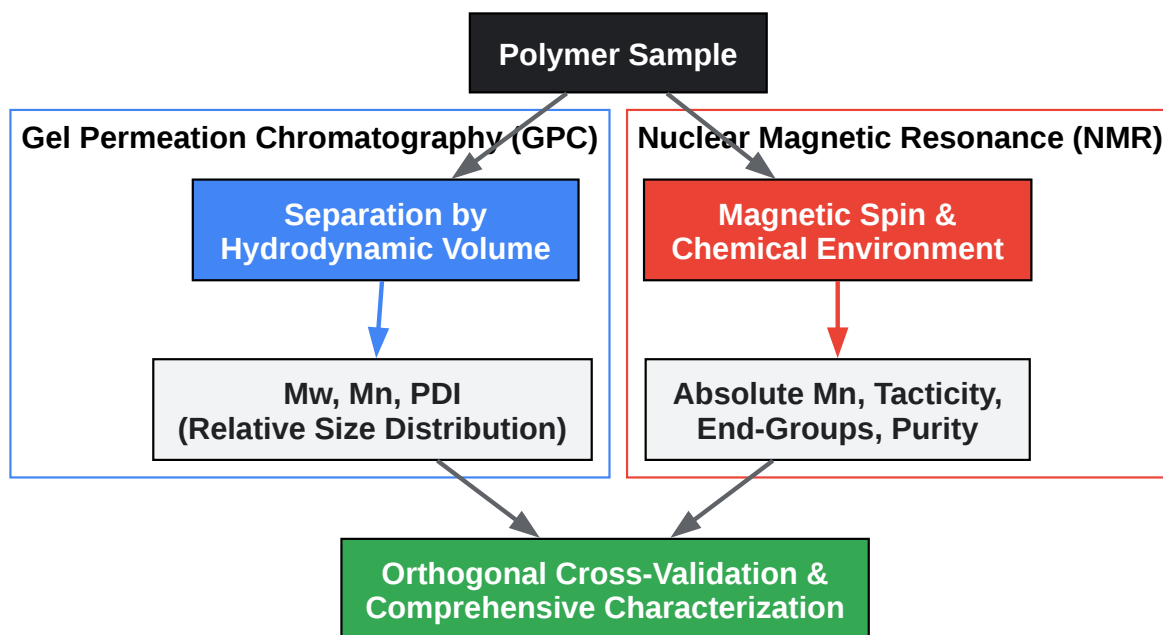 Polymer Sample
Gel Permeation Chromatography (GPC)
Separation by
Hydrodynamic Volume
Mw, Mn, PDI
(Relative Size Distribution)
Nuclear Magnetic Resonance (NMR)
Magnetic Spin &
Chemical Environment
Absolute Mn, Tacticity,
End-Groups, Purity
Orthogonal Cross-Validation &
Comprehensive Characterization